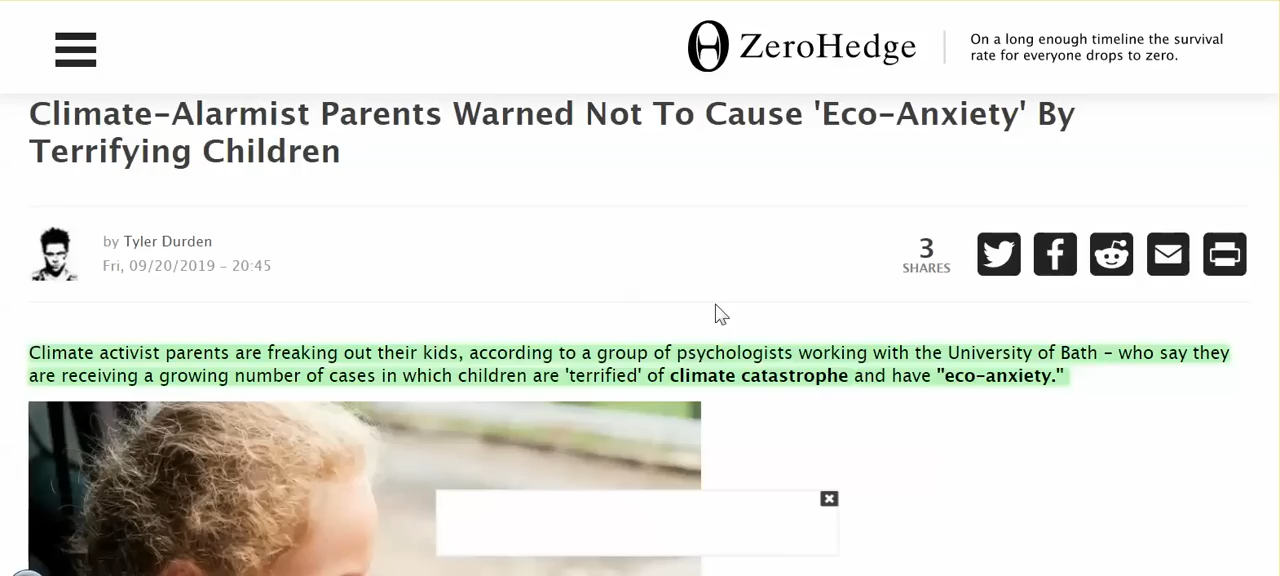 ZeroHedge
On a long enough timeline the survival
rate for everyone drops to zero.
Climate-Alarmist Parents Warned Not To Cause 'Eco-Anxiety' By
Terrifying Children
by Tyler Durden
Fri, 09/20/2019 - 20:45
3
SHARES
Climate activist parents are freaking out their kids, according to a group of psychologists working with the University of Bath – who say they
are receiving a growing number of cases in which children are 'terrified' of climate catastrophe and have "eco-anxiety."